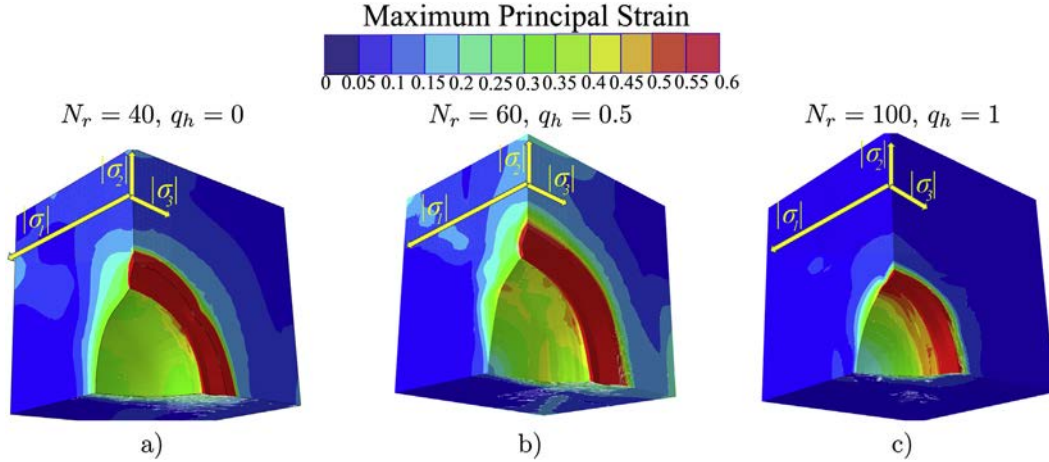 Maximum Principal Strain
0 0.05 0.1 0.15 0.2 0.25 0.3 0.35 0.4 0.45 0.5 0.55 0.6
N_r = 40, q_h = 0 N_r = 60, q_h = 0.5 N_r = 100, q_h = 1
|σ_2| |σ_3| |σ_1| |σ_2| |σ_3| |σ_1| |σ_2| |σ_3| |σ_1|
a) b) c)